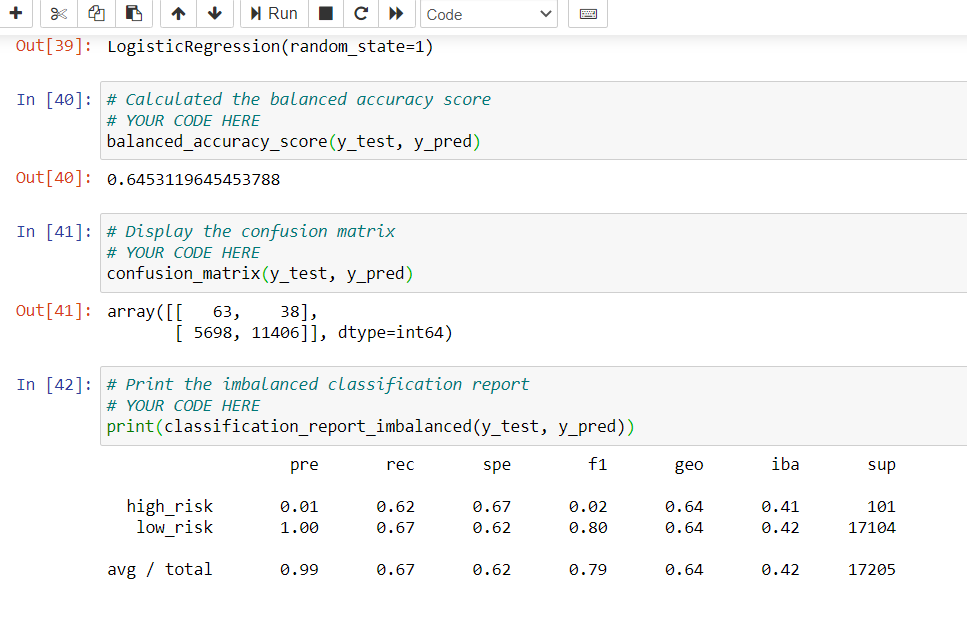 Run
Code
Out[39]: LogisticRegression(random_state=1)
In [40]: # Calculated the balanced accuracy score
# YOUR CODE HERE
balanced_accuracy_score(y_test, y_pred)
Out[40]: 0.6453119645453788
In [41]: # Display the confusion matrix
# YOUR CODE HERE
confusion_matrix(y_test, y_pred)
Out[41]: array([[   63,    38],
       [ 5698, 11406]], dtype=int64)
In [42]: # Print the imbalanced classification report
# YOUR CODE HERE
print(classification_report_imbalanced(y_test, y_pred))
pre rec spe f1 geo iba sup
high_risk 0.01 0.62 0.67 0.02 0.64 0.41 101
low_risk 1.00 0.67 0.62 0.80 0.64 0.42 17104
avg / total 0.99 0.67 0.62 0.79 0.64 0.42 17205